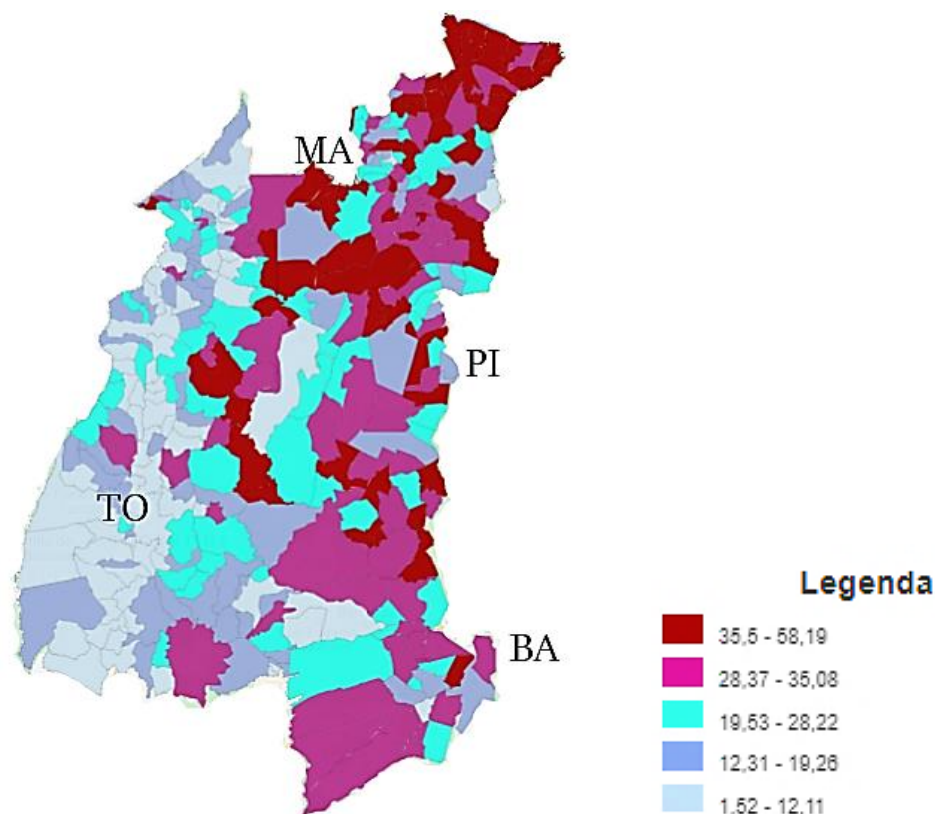 MA
PI
TO
BA
Legenda
35,5 - 58,19
28,37 - 35,08
19,53 - 28,22
12,31 - 19,26
1,52 - 12,11